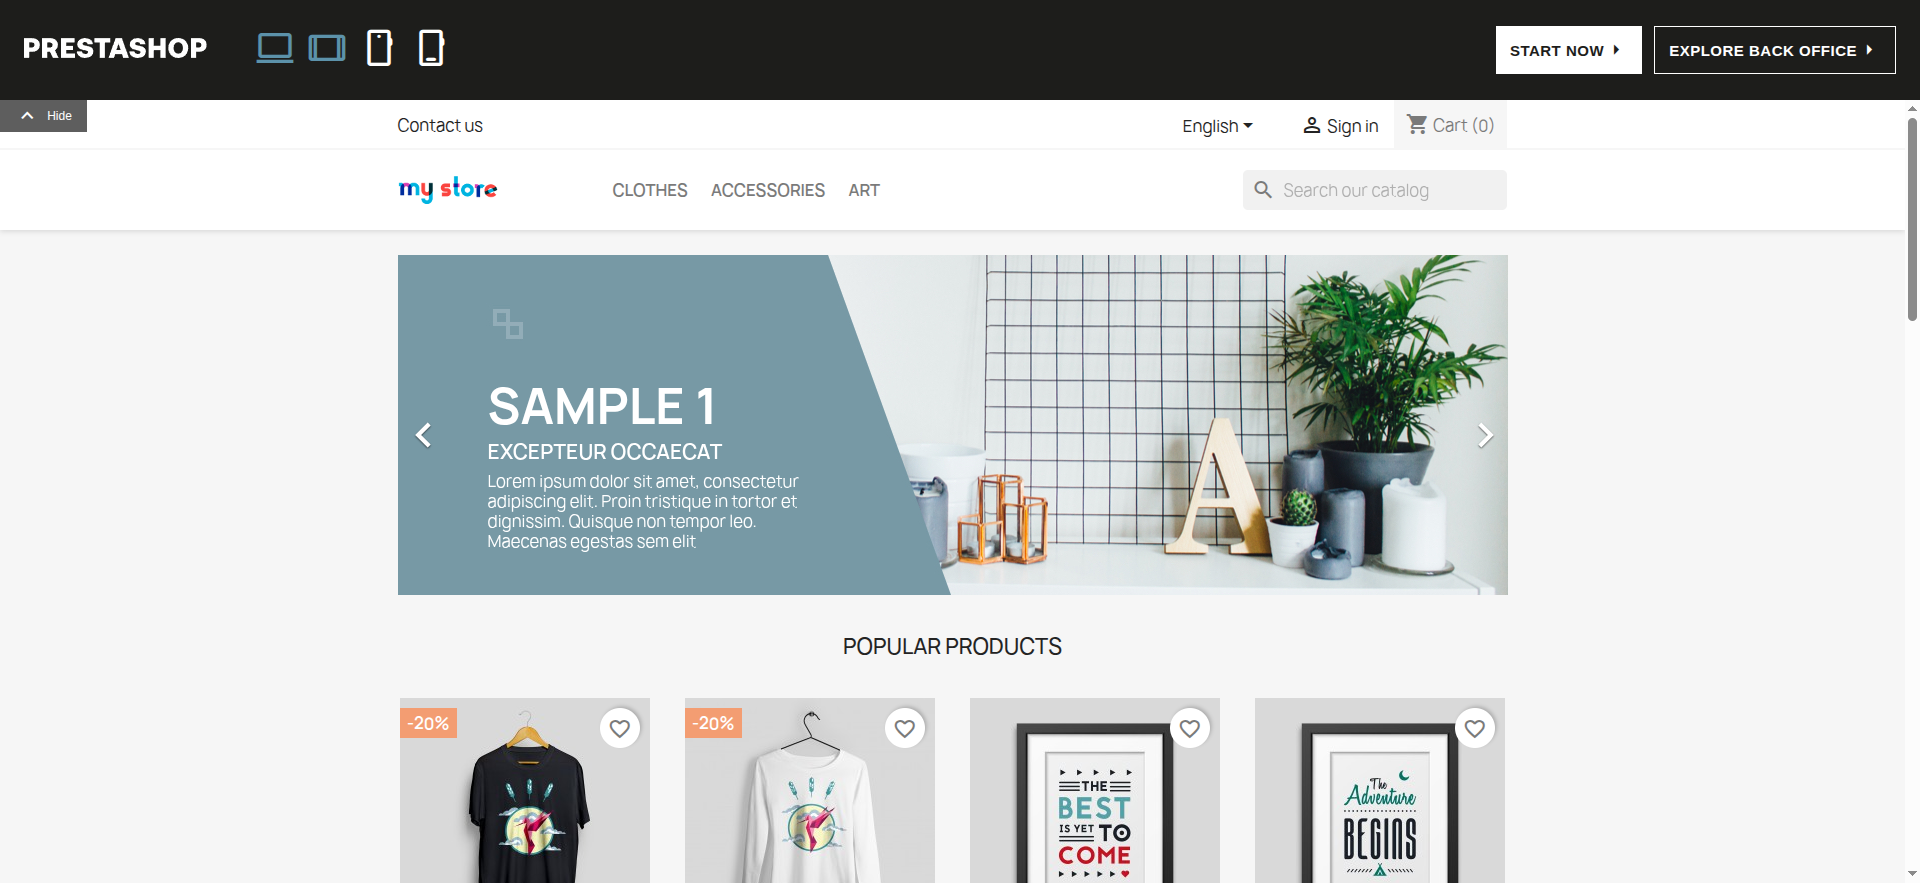 PRESTASHOP
START NOW
EXPLORE BACK OFFICE
Hide
Contact us
English
Sign in
Cart (0)
my store
CLOTHES
ACCESSORIES
ART
Search our catalog
SAMPLE 1
EXCEPTEUR OCCAECAT
Lorem ipsum dolor sit amet, consectetur
adipiscing elit. Proin tristique in tortor et
dignissim. Quisque non tempor leo.
Maecenas egestas sem elit
A
POPULAR PRODUCTS
-20%
-20%
THE
BEST
IS YET TO
COME
The
Adventure
BEGINS